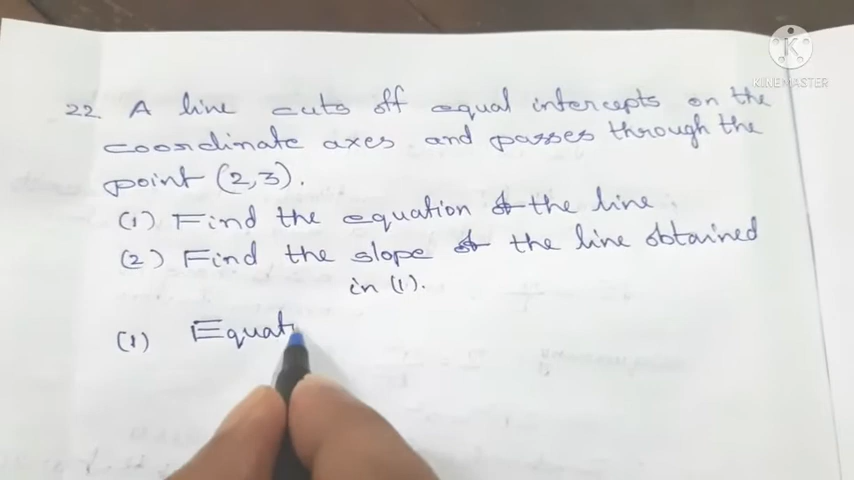 KINEMASTER
22. A line cuts off equal intercepts on the
coordinate axes and passes through the
point (2,3).
(1) Find the equation of the line.
(2) Find the slope of the line obtained
in (1).
(1) Equati